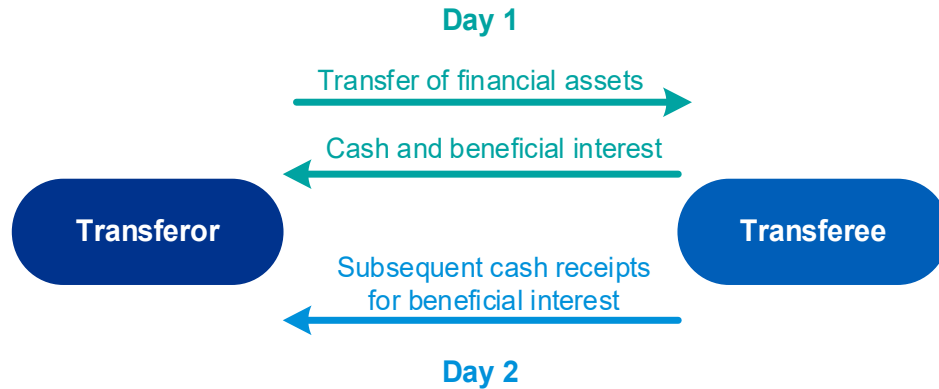 Day 1
Transfer of financial assets
Cash and beneficial interest
Transferor
Transferee
Subsequent cash receipts
for beneficial interest
Day 2